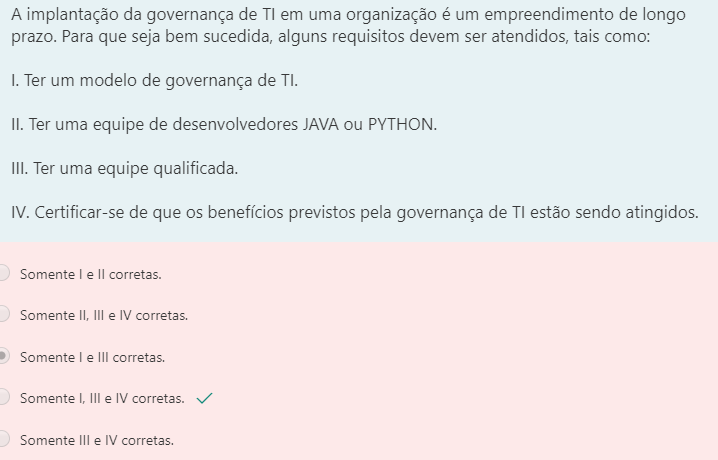 A implantação da governança de TI em uma organização é um empreendimento de longo
prazo. Para que seja bem sucedida, alguns requisitos devem ser atendidos, tais como:
I. Ter um modelo de governança de TI.
II. Ter uma equipe de desenvolvedores JAVA ou PYTHON.
III. Ter uma equipe qualificada.
IV. Certificar-se de que os benefícios previstos pela governança de TI estão sendo atingidos.
Somente I e II corretas.
Somente II, III e IV corretas.
Somente I e III corretas.
Somente I, III e IV corretas.
Somente III e IV corretas.